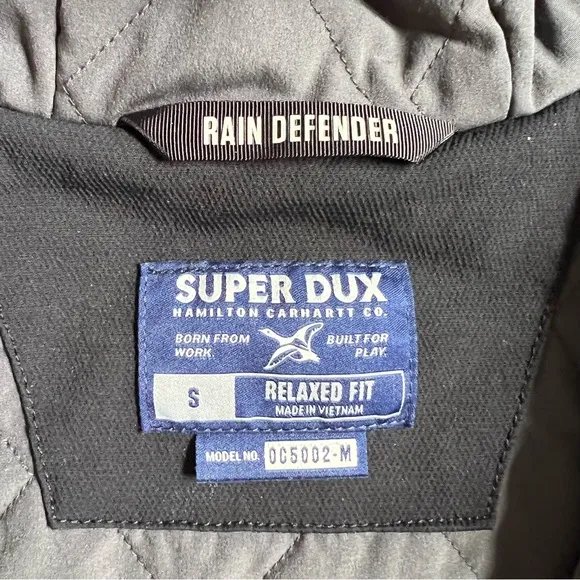 RAIN DEFENDER
SUPER DUX
HAMILTON CARHARTT CO.
BORN FROM WORK.
BUILT FOR PLAY.
S
RELAXED FIT
MADE IN VIETNAM
MODEL NO. 005002-M